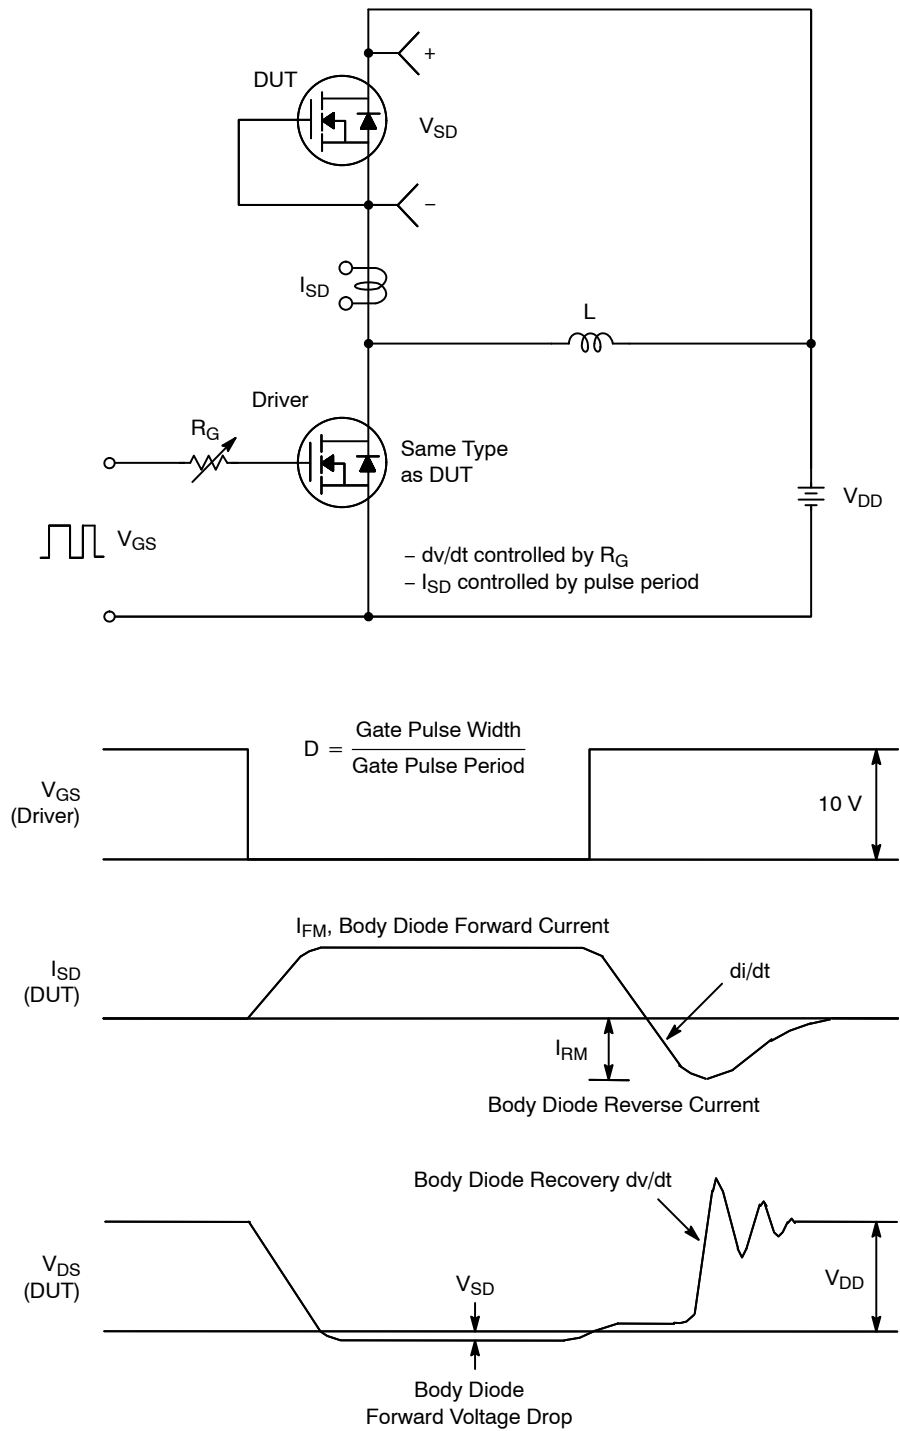 +
DUT
V_SD
−
I_SD
L
Driver
R_G
Same Type
as DUT
V_DD
V_GS
− dv/dt controlled by R_G
− I_SD controlled by pulse period
D = Gate Pulse Width
Gate Pulse Period
V_GS
(Driver)
10 V
I_FM, Body Diode Forward Current
I_SD
(DUT)
di/dt
I_RM
Body Diode Reverse Current
Body Diode Recovery dv/dt
V_DS
(DUT)
V_SD
V_DD
Body Diode
Forward Voltage Drop